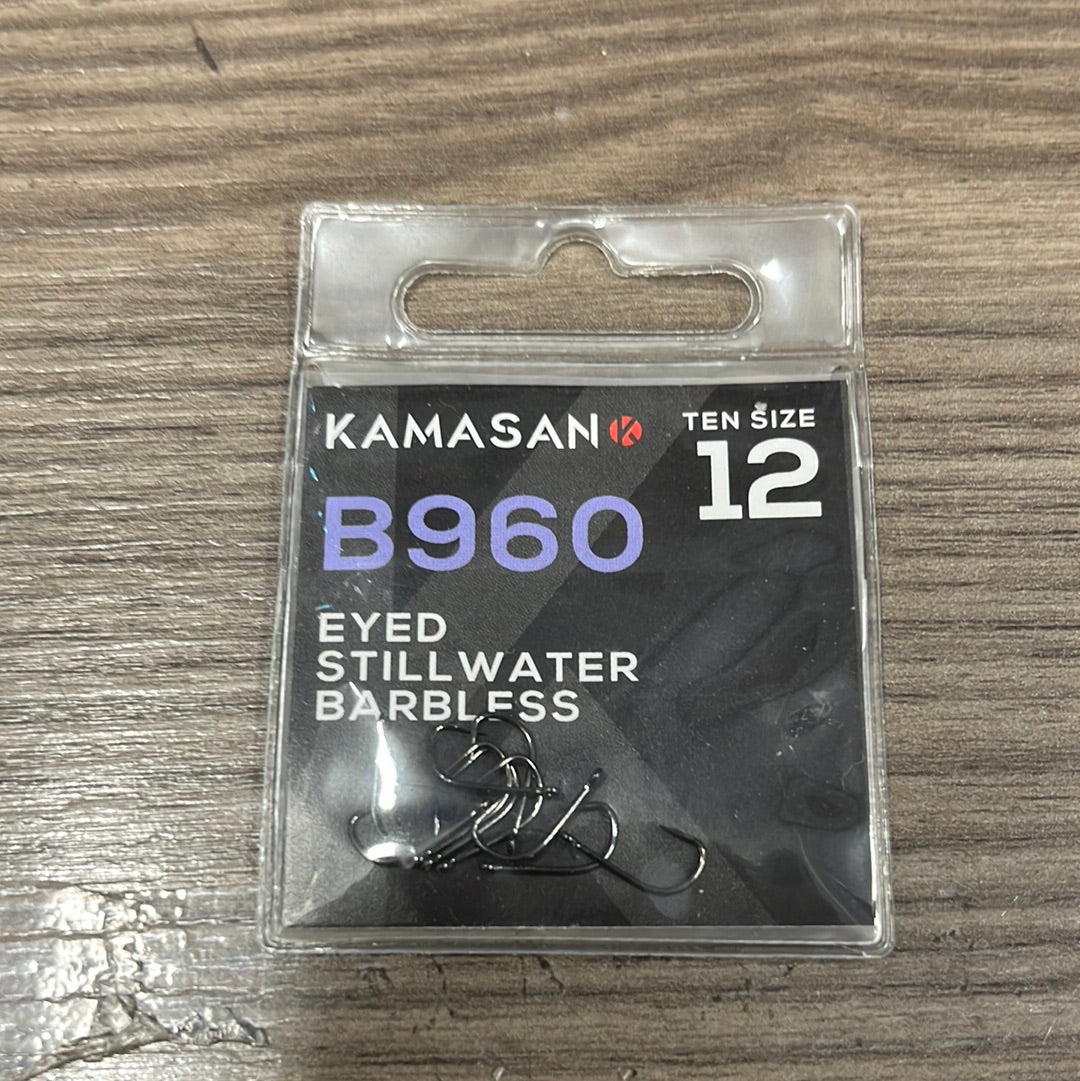 KAMASAN
TEN SIZE
12
B960
EYED
STILLWATER
BARBLESS